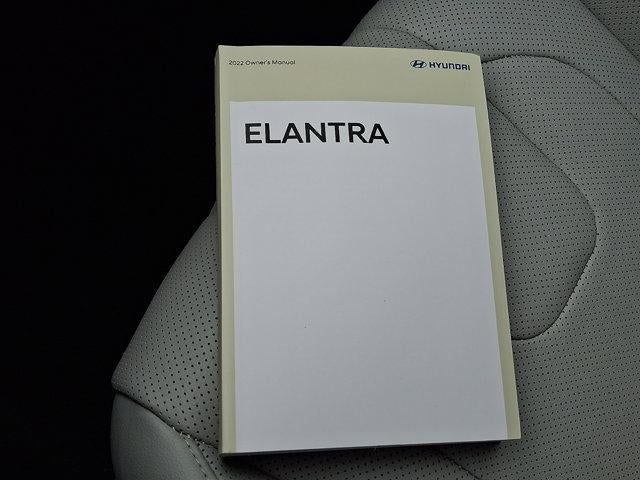 2022 Owner's Manual HYUNDAI
ELANTRA